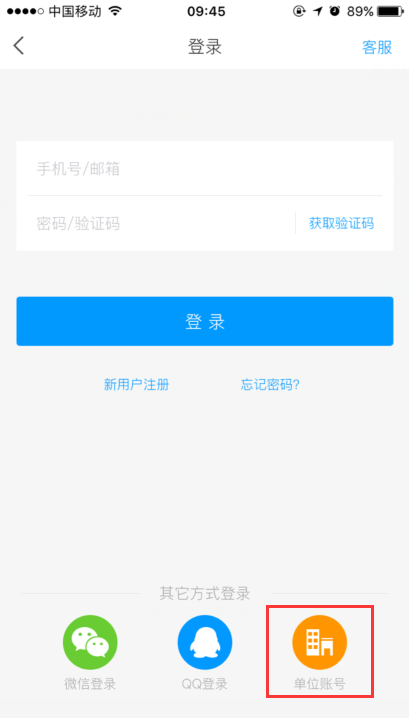 中国移动 09:45 89%
登录 客服
手机号/邮箱
密码/验证码 获取验证码
登 录
新用户注册 忘记密码?
其它方式登录
微信登录 QQ登录 单位账号